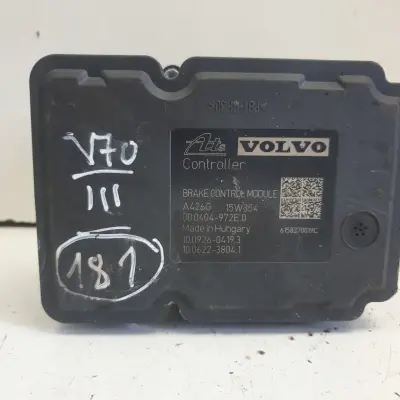 Ate VOLVO
Controller
BRAKE CONTROL MODULE
A426G 15W354
00.0404-972E.0
Made in Hungary
10.0926-0419.3
10.0622-3804.1
V70
III
181